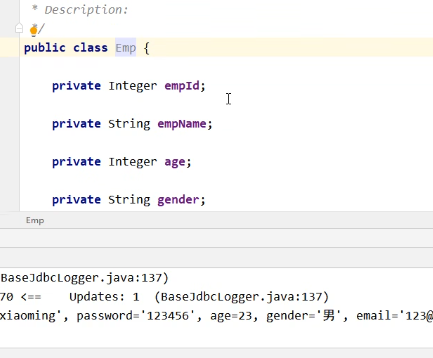 * Description:
*/
public class Emp {
private Integer empId;
private String empName;
private Integer age;
private String gender;
Emp
BaseJdbcLogger.java:137)
70 <==    Updates: 1  (BaseJdbcLogger.java:137)
xiaoming', password='123456', age=23, gender='男', email='123@